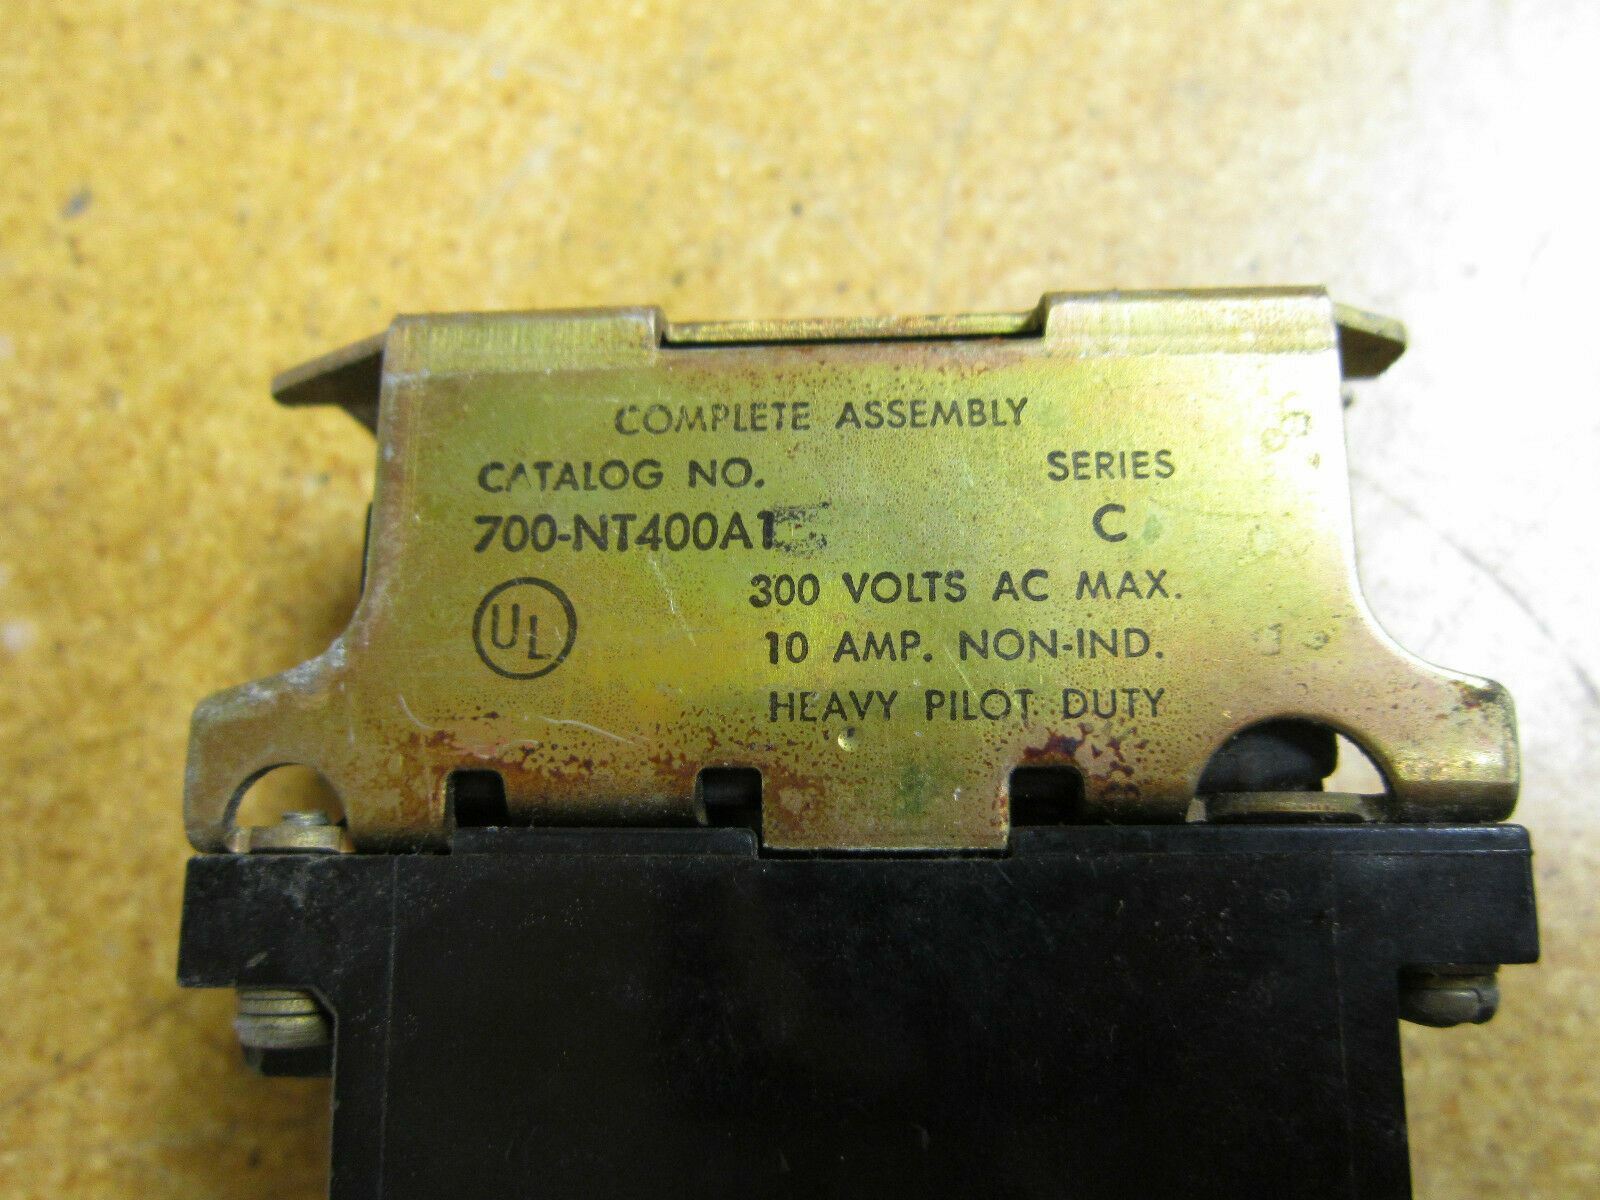 COMPLETE ASSEMBLY
CATALOG NO. SERIES
700-NT400A1 C
UL
300 VOLTS AC MAX.
10 AMP. NON-IND.
HEAVY PILOT DUTY